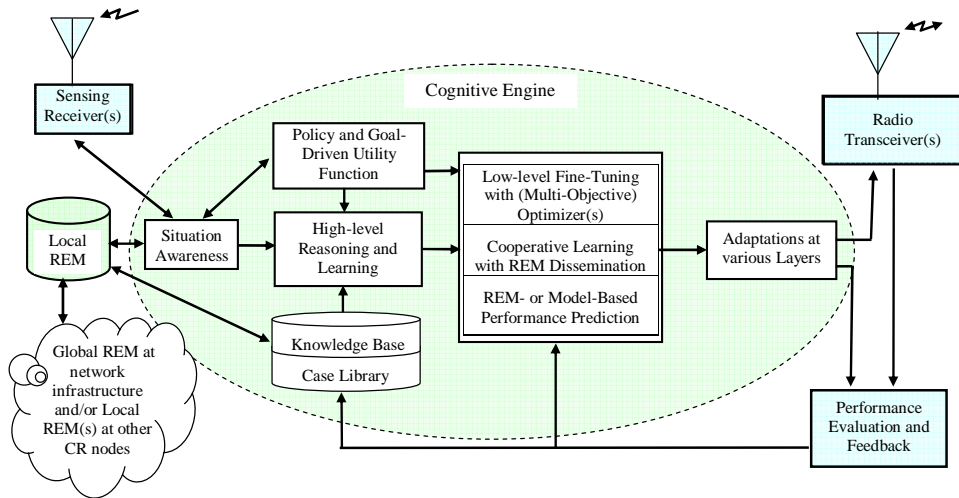 Sensing
Receiver(s)
Cognitive Engine
Radio
Transceiver(s)
Policy and Goal-
Driven Utility
Function
Low-level Fine-Tuning
with (Multi-Objective)
Optimizer(s)
Local
REM
Situation
Awareness
High-level
Reasoning and
Learning
Cooperative Learning
with REM Dissemination
Adaptations at
various Layers
REM- or Model-Based
Performance Prediction
Knowledge Base
Case Library
Global REM at
network
infrastructure
and/or Local
REM(s) at other
CR nodes
Performance
Evaluation and
Feedback